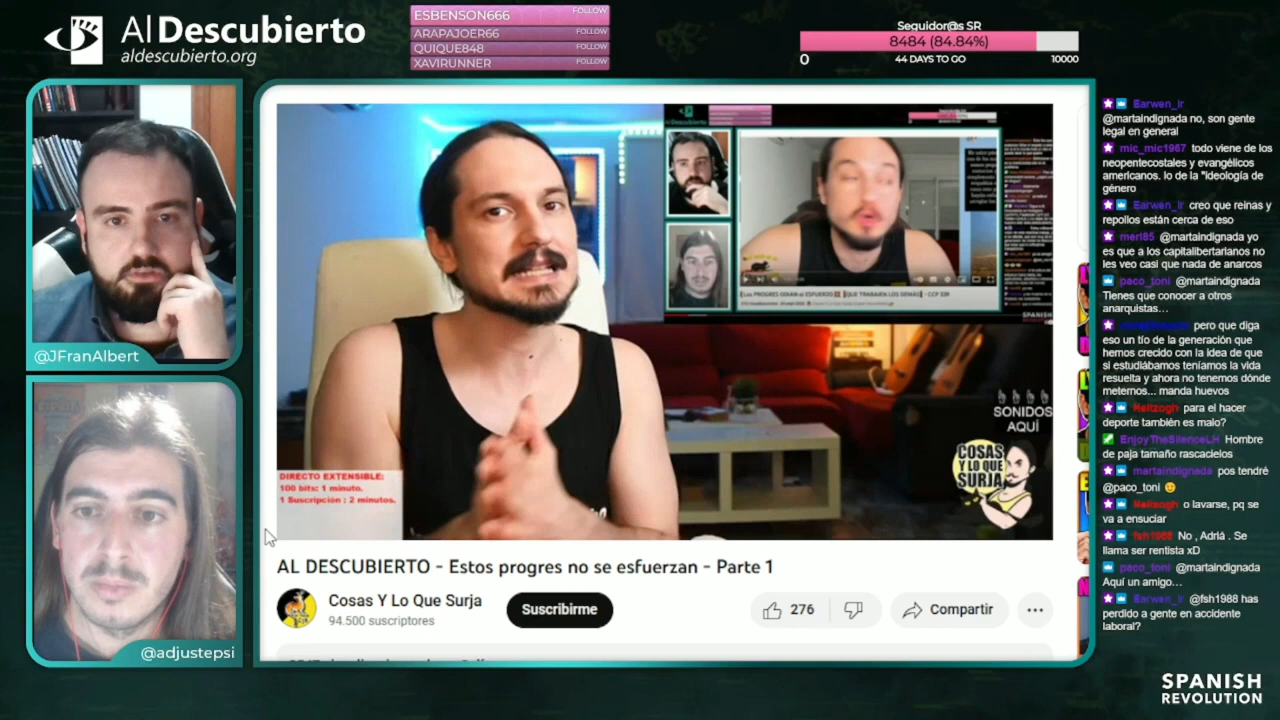 Al Descubierto
aldescubierto.org
ESBENSON666 FOLLOW
ARAPAJOER66 FOLLOW
QUIQUE848 FOLLOW
XAVIRUNNER FOLLOW
Seguidor@s SR
8484 (84.84%)
0 44 DAYS TO GO 10000
@JFranAlbert
@adjustepsi
SONIDOS
AQUÍ
COSAS
Y LO QUE
SURJA
DIRECTO EXTENSIBLE:
100 bits: 1 minuto.
1 Suscripción : 2 minutos.
SPANISH
AL DESCUBIERTO - Estos progres no se esfuerzan - Parte 1
Cosas Y Lo Que Surja
94.500 suscriptores
Suscribirme
276
Compartir
Earwen_ir
@martaindignada no, son gente
legal en general
mic_mic1967 todo viene de los
neopentecostales y evangélicos
americanos. lo de la "ideología de
género
Earwen_ir creo que reinas y
repollos están cerca de eso
merl85 @martaindignada yo
es que a los capitalibertarianos no
les veo casi que nada de anarcos
paco_toni @martaindignada
Tienes que conocer a otros
anarquistas…
pero que diga
eso un tío de la generación que
hemos crecido con la idea de que
si estudiábamos teníamos la vida
resuelta y ahora no tenemos dónde
meternos... manda huevos
Keitzogh para el hacer
deporte también es malo?
EnjoyTheSilenceLH Hombre
de paja tamaño rascacielos
martaindignada pos tendré
@paco_toni
Keitzogh o lavarse, pq se
va a ensuciar
fsh1988 No , Adriá . Se
llama ser rentista xD
paco_toni @martaindignada
Aquí un amigo…
Earwen_ir @fsh1988 has
perdido a gente en accidente
laboral?
SPANISH
REVOLUTION